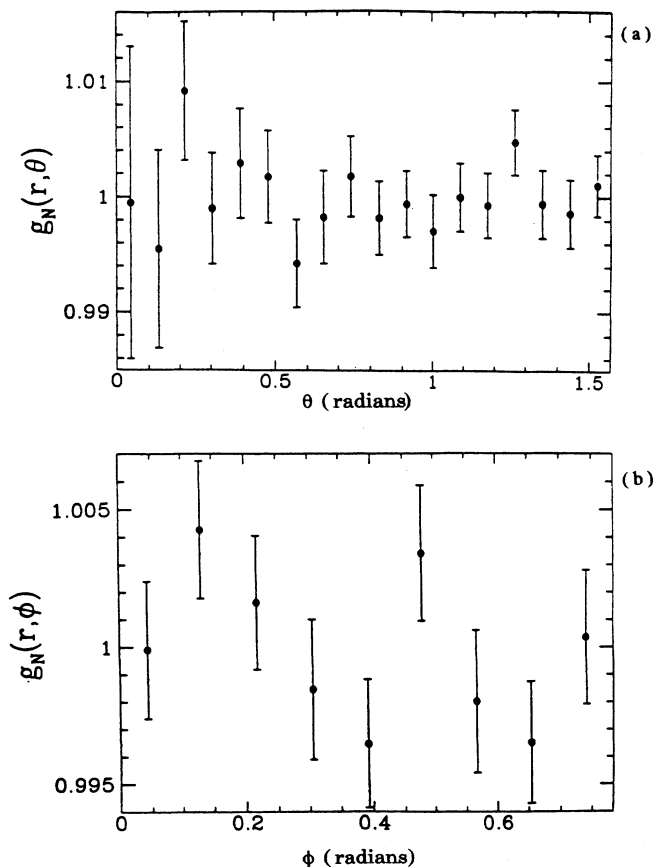 (a)
1.01
1
0.99
g_N(r,θ)
0 0.5 1 1.5
θ (radians)
(b)
1.005
1
0.995
g_N(r,ϕ)
0 0.2 0.4 0.6
ϕ (radians)